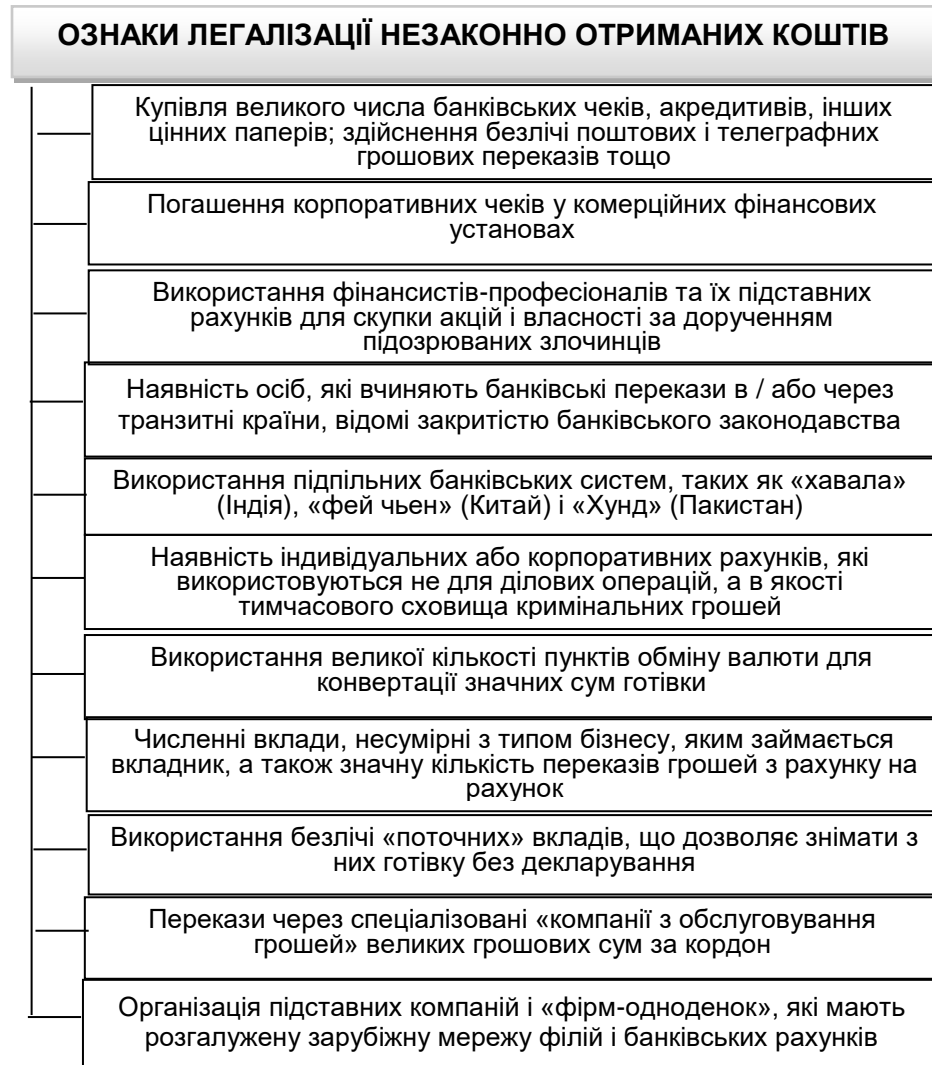 ОЗНАКИ ЛЕГАЛІЗАЦІЇ НЕЗАКОННО ОТРИМАНИХ КОШТІВ
Купівля великого числа банківських чеків, акредитивів, інших
цінних паперів; здійснення безлічі поштових і телеграфних
грошових переказів тощо
Погашення корпоративних чеків у комерційних фінансових
установах
Використання фінансистів-професіоналів та їх підставних
рахунків для скупки акцій і власності за дорученням
підозрюваних злочинців
Наявність осіб, які вчиняють банківські перекази в / або через
транзитні країни, відомі закритістю банківського законодавства
Використання підпільних банківських систем, таких як «хавала»
(Індія), «фей чьен» (Китай) і «Хунд» (Пакистан)
Наявність індивідуальних або корпоративних рахунків, які
використовуються не для ділових операцій, а в якості
тимчасового сховища кримінальних грошей
Використання великої кількості пунктів обміну валюти для
конвертації значних сум готівки
Численні вклади, несумірні з типом бізнесу, яким займається
вкладник, а також значну кількість переказів грошей з рахунку на
рахунок
Використання безлічі «поточних» вкладів, що дозволяє знімати з
них готівку без декларування
Перекази через спеціалізовані «компанії з обслуговування
грошей» великих грошових сум за кордон
Організація підставних компаній і «фірм-одноденок», які мають
розгалужену зарубіжну мережу філій і банківських рахунків